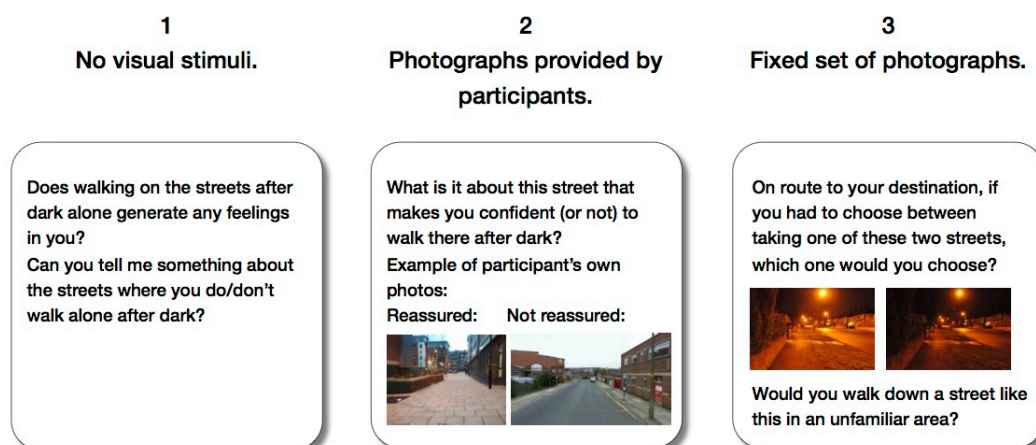 1
No visual stimuli.
2
Photographs provided by
participants.
3
Fixed set of photographs.
Does walking on the streets after
dark alone generate any feelings
in you?
Can you tell me something about
the streets where you do/don't
walk alone after dark?
What is it about this street that
makes you confident (or not) to
walk there after dark?
Example of participant's own
photos:
Reassured: Not reassured:
On route to your destination, if
you had to choose between
taking one of these two streets,
which one would you choose?
Would you walk down a street like
this in an unfamiliar area?